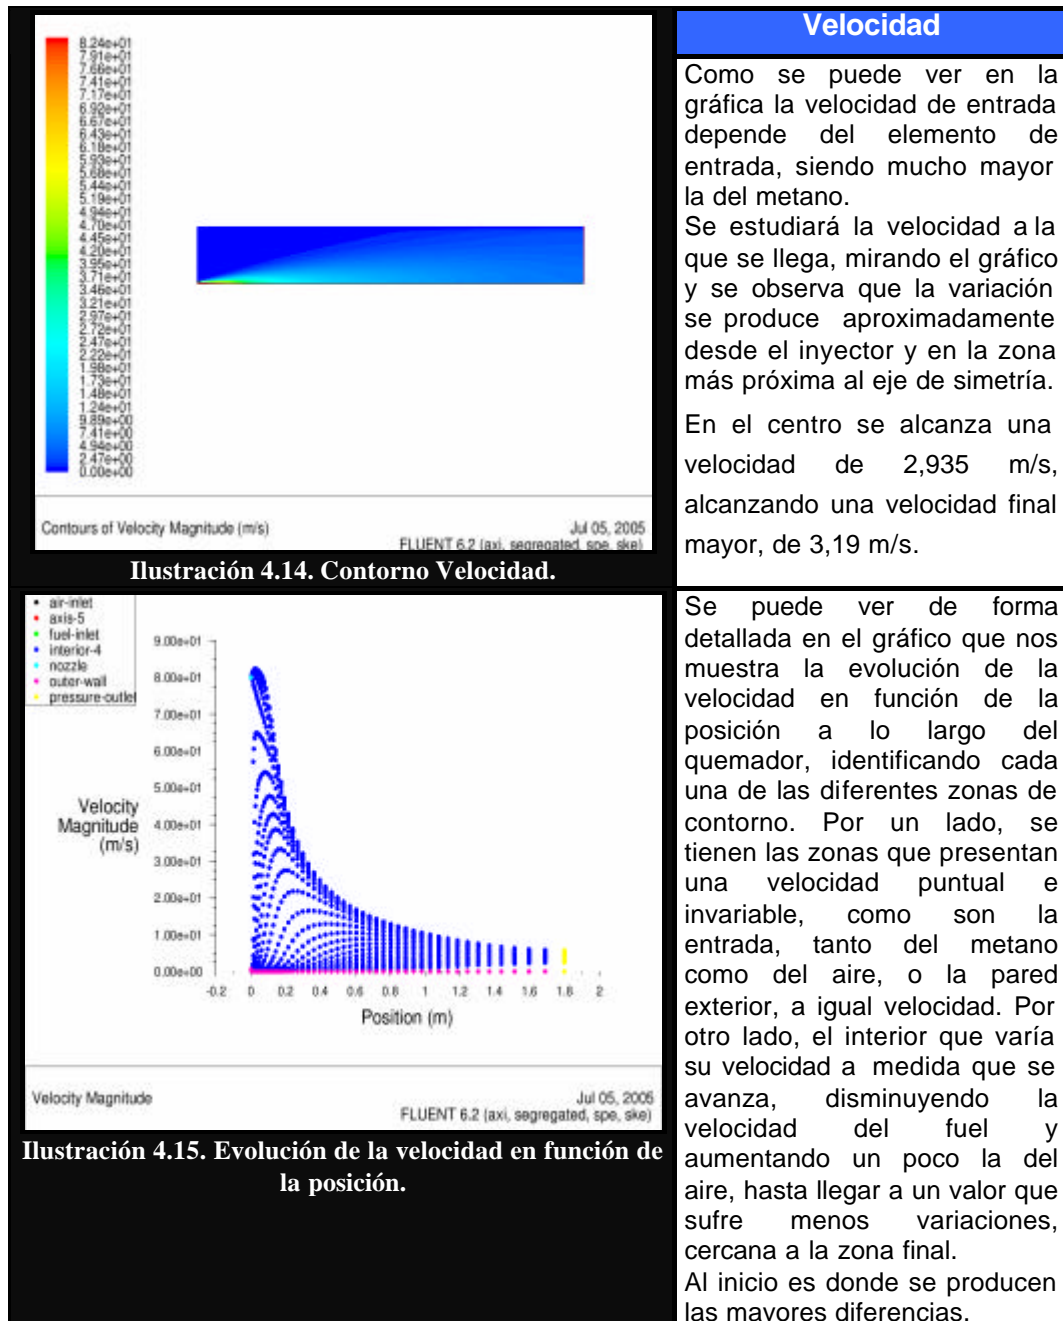 8.24e+01
7.91e+01
7.66e+01
7.41e+01
7.17e+01
6.92e+01
6.67e+01
6.43e+01
6.18e+01
5.93e+01
5.68e+01
5.44e+01
5.19e+01
4.94e+01
4.70e+01
4.45e+01
4.20e+01
3.95e+01
3.71e+01
3.46e+01
3.21e+01
2.97e+01
2.72e+01
2.47e+01
2.22e+01
1.98e+01
1.73e+01
1.48e+01
1.24e+01
9.89e+00
7.41e+00
4.94e+00
2.47e+00
0.00e+00
Contours of Velocity Magnitude (m/s)
Jul 05, 2005
FLUENT 6.2 (axi, segregated, spe, ske)
Ilustración 4.14. Contorno Velocidad.
Velocidad
Como se puede ver en la
gráfica la velocidad de entrada
depende del elemento de
entrada, siendo mucho mayor
la del metano.
Se estudiará la velocidad a la
que se llega, mirando el gráfico
y se observa que la variación
se produce aproximadamente
desde el inyector y en la zona
más próxima al eje de simetría.
En el centro se alcanza una
velocidad de 2,935 m/s,
alcanzando una velocidad final
mayor, de 3,19 m/s.
air-inlet
axis-5
fuel-inlet
interior-4
nozzle
outer-wall
pressure-outlet
9.00e+01
8.00e+01
7.00e+01
6.00e+01
5.00e+01
4.00e+01
3.00e+01
2.00e+01
1.00e+01
0.00e+00
Velocity
Magnitude
(m/s)
-0.2 0 0.2 0.4 0.6 0.8 1 1.2 1.4 1.6 1.8 2
Position (m)
Velocity Magnitude
Jul 05, 2005
FLUENT 6.2 (axi, segregated, spe, ske)
Ilustración 4.15. Evolución de la velocidad en función de
la posición.
Se puede ver de forma
detallada en el gráfico que nos
muestra la evolución de la
velocidad en función de la
posición a lo largo del
quemador, identificando cada
una de las diferentes zonas de
contorno. Por un lado, se
tienen las zonas que presentan
una velocidad puntual e
invariable, como son la
entrada, tanto del metano
como del aire, o la pared
exterior, a igual velocidad. Por
otro lado, el interior que varía
su velocidad a medida que se
avanza, disminuyendo la
velocidad del fuel y
aumentando un poco la del
aire, hasta llegar a un valor que
sufre menos variaciones,
cercana a la zona final.
Al inicio es donde se producen
las mayores diferencias.